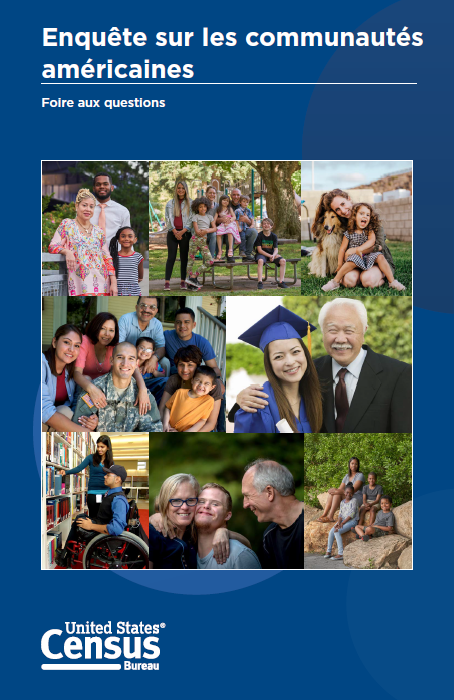 Enquête sur les communautés
américaines
Foire aux questions
United States®
Census
Bureau